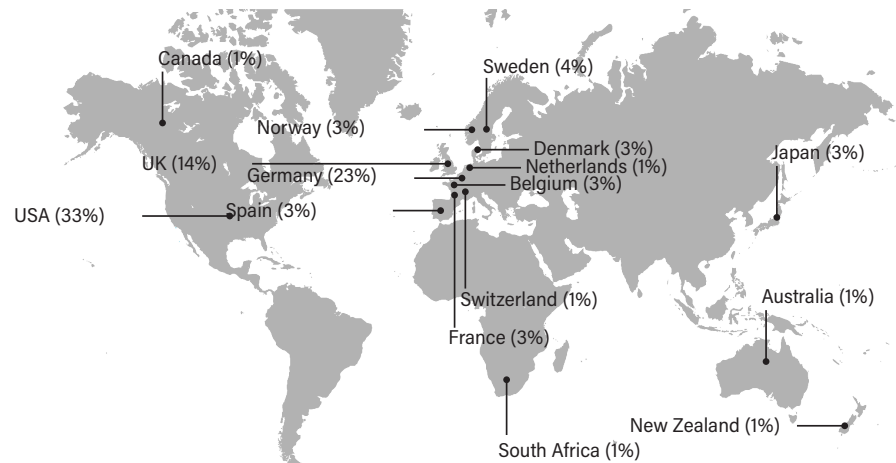 Canada (1%)
Sweden (4%)
Norway (3%)
Denmark (3%)
Japan (3%)
UK (14%)
Netherlands (1%)
Germany (23%)
Belgium (3%)
USA (33%)
Spain (3%)
Switzerland (1%)
Australia (1%)
France (3%)
New Zealand (1%)
South Africa (1%)